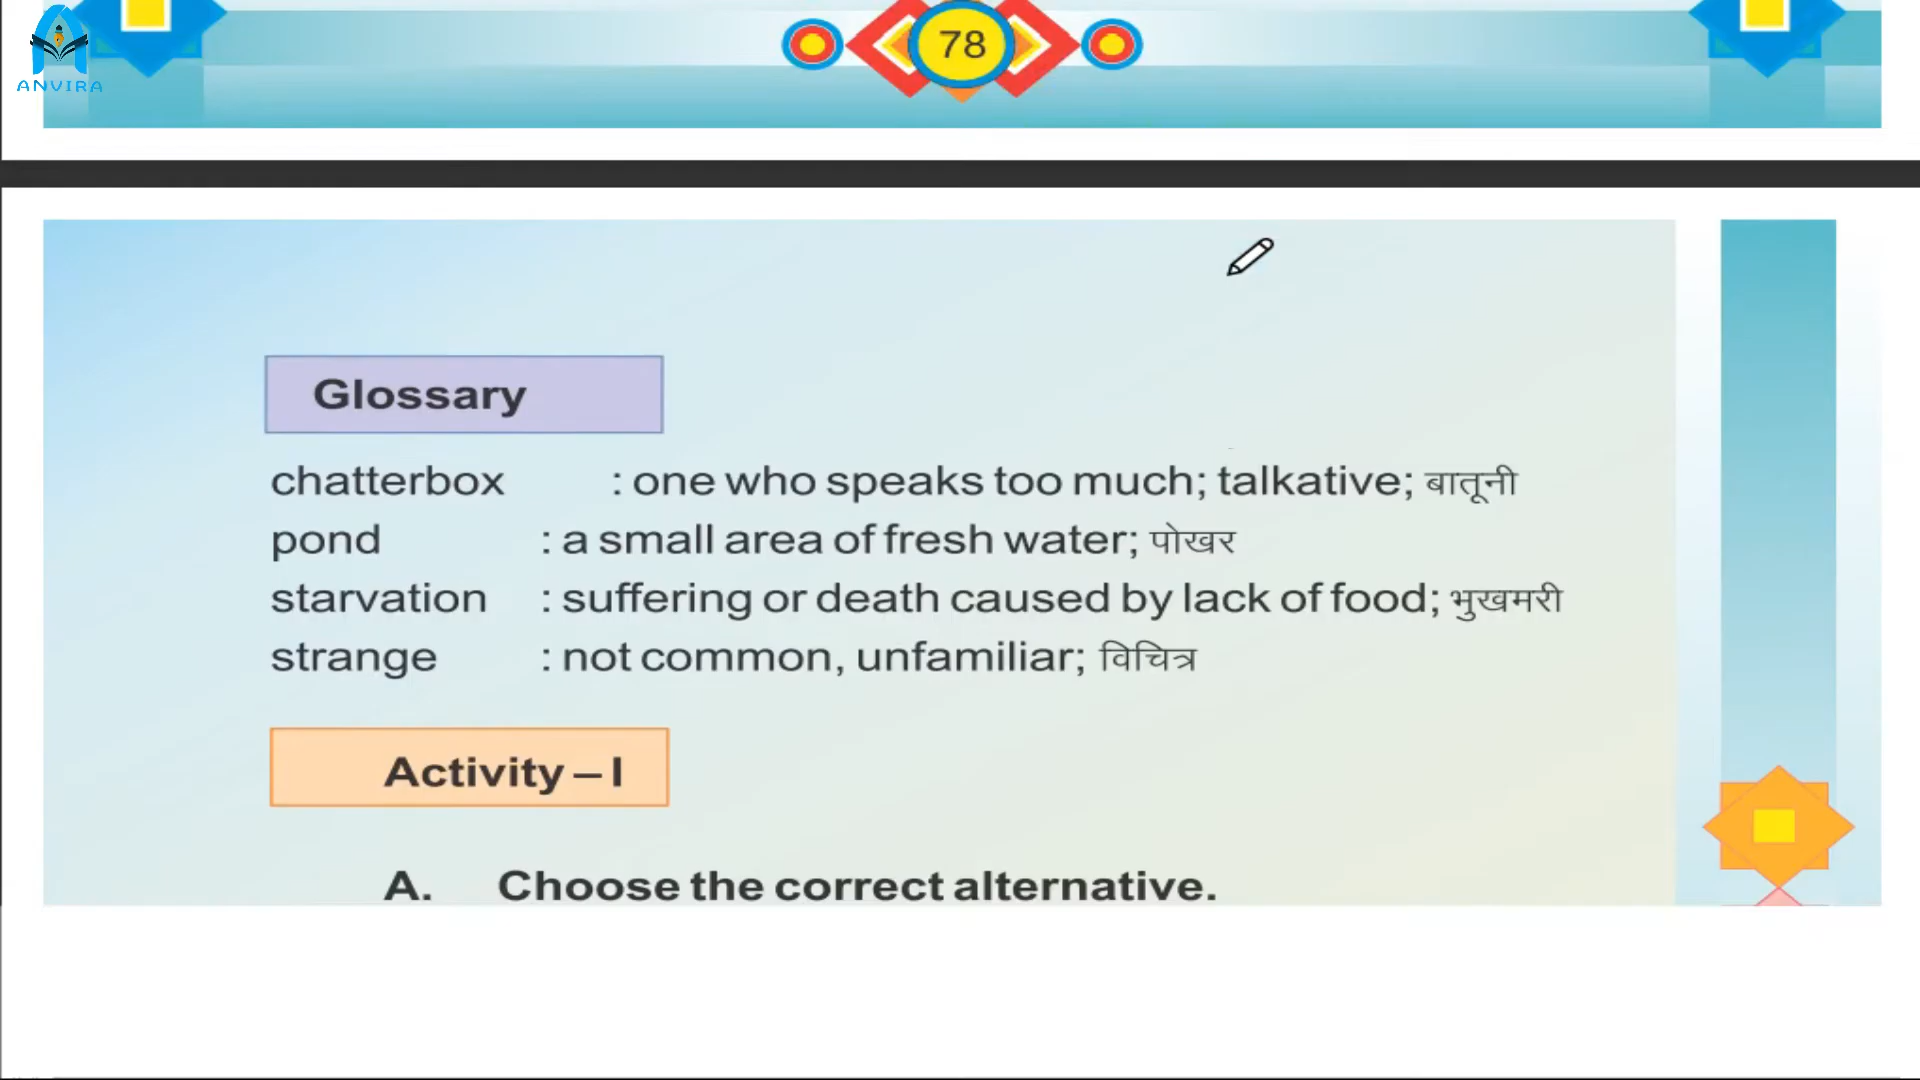 ANVIRA
78
Glossary
chatterbox : one who speaks too much; talkative; बातूनी
pond : a small area of fresh water; पोखर
starvation : suffering or death caused by lack of food; भुखमरी
strange : not common, unfamiliar; विचित्र
Activity – I
A. Choose the correct alternative.